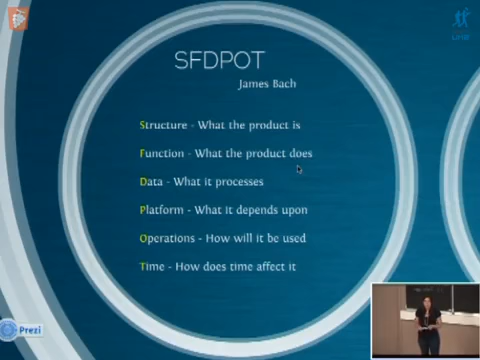 SFDPOT
James Bach
Structure - What the product is
Function - What the product does
Data - What it processes
Platform - What it depends upon
Operations - How will it be used
Time - How does time affect it
Prezi